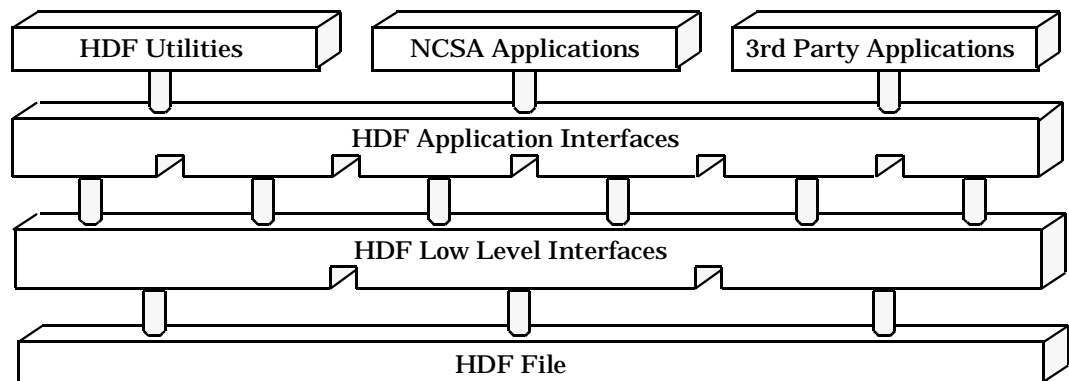 HDF Utilities
NCSA Applications
3rd Party Applications
HDF Application Interfaces
HDF Low Level Interfaces
HDF File